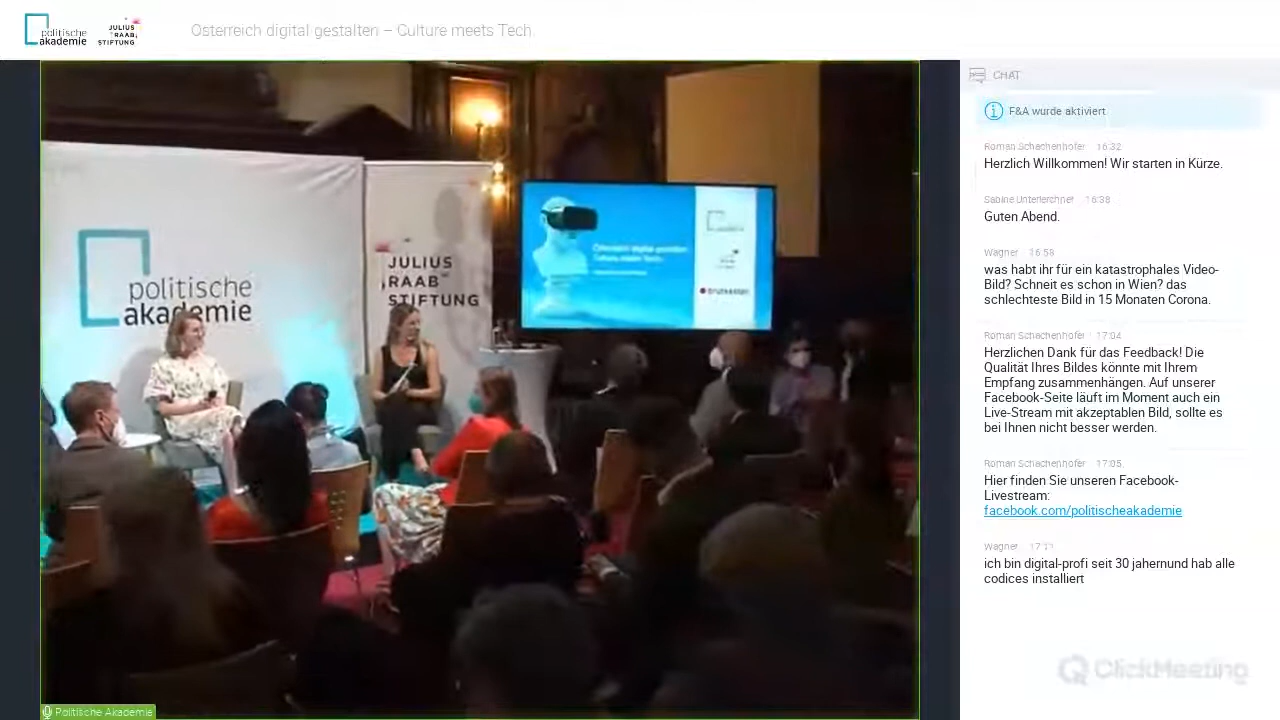 politische
akademie
JULIUS
RAAB
STIFTUNG
Österreich digital gestalten – Culture meets Tech
politische
akademie
JULIUS
RAAB
STIFTUNG
Politische Akademie
CHAT
F&A wurde aktiviert.
Roman Schachenhofer 16:32
Herzlich Willkommen! Wir starten in Kürze.
Sabine Unterlerchner 16:38
Guten Abend.
Wagner 16:59
was habt ihr für ein katastrophales Video-
Bild? Schneit es schon in Wien? das
schlechteste Bild in 15 Monaten Corona.
Roman Schachenhofer 17:04
Herzlichen Dank für das Feedback! Die
Qualität Ihres Bildes könnte mit Ihrem
Empfang zusammenhängen. Auf unserer
Facebook-Seite läuft im Moment auch ein
Live-Stream mit akzeptablen Bild, sollte es
bei Ihnen nicht besser werden.
Roman Schachenhofer 17:05
Hier finden Sie unseren Facebook-
Livestream:
facebook.com/politischeakademie
Wagner 17:11
ich bin digital-profi seit 30 jahernund hab alle
codices installiert
ClickMeeting